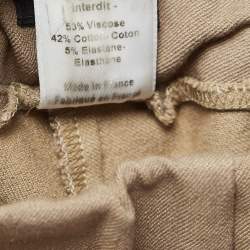 interdit -
53% Viscose
42% Cotton-Coton
5% Elastane-
Elasthane
Made in France
Fabriqué en France